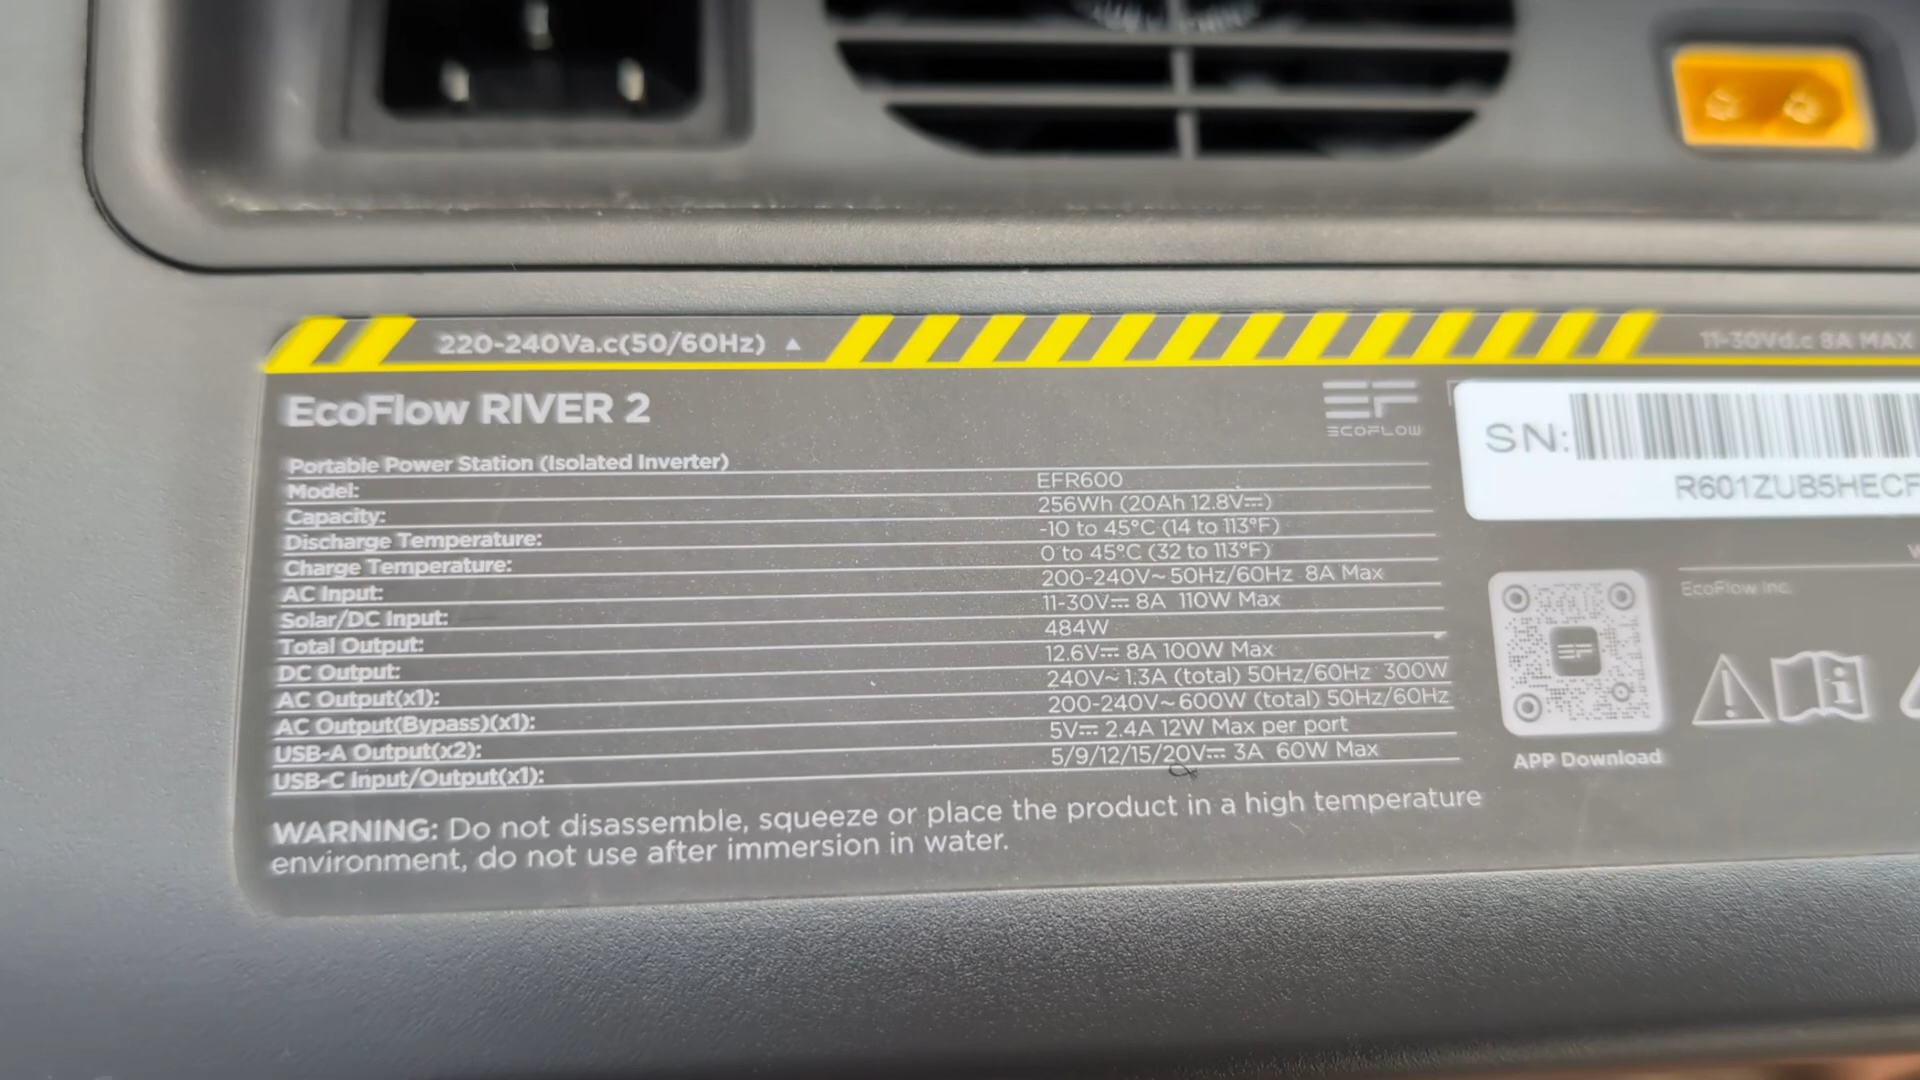 220-240Va.c(50/60Hz) ▲
11-30Vd.c 8A MAX
EcoFlow RIVER 2
ECOFLOW
Portable Power Station (Isolated Inverter)
Model: EFR600
Capacity: 256Wh (20Ah 12.8V⎓)
Discharge Temperature: -10 to 45°C (14 to 113°F)
Charge Temperature: 0 to 45°C (32 to 113°F)
AC Input: 200-240V~50Hz/60Hz 8A Max
Solar/DC Input: 11-30V⎓ 8A 110W Max
Total Output: 484W
DC Output: 12.6V⎓ 8A 100W Max
AC Output(x1): 240V~1.3A (total) 50Hz/60Hz 300W
AC Output(Bypass)(x1): 200-240V~600W (total) 50Hz/60Hz
USB-A Output(x2): 5V⎓ 2.4A 12W Max per port
USB-C Input/Output(x1): 5/9/12/15/20V⎓ 3A 60W Max
WARNING: Do not disassemble, squeeze or place the product in a high temperature
environment, do not use after immersion in water.
SN:
R601ZUB5HECF
EcoFlow Inc.
APP Download